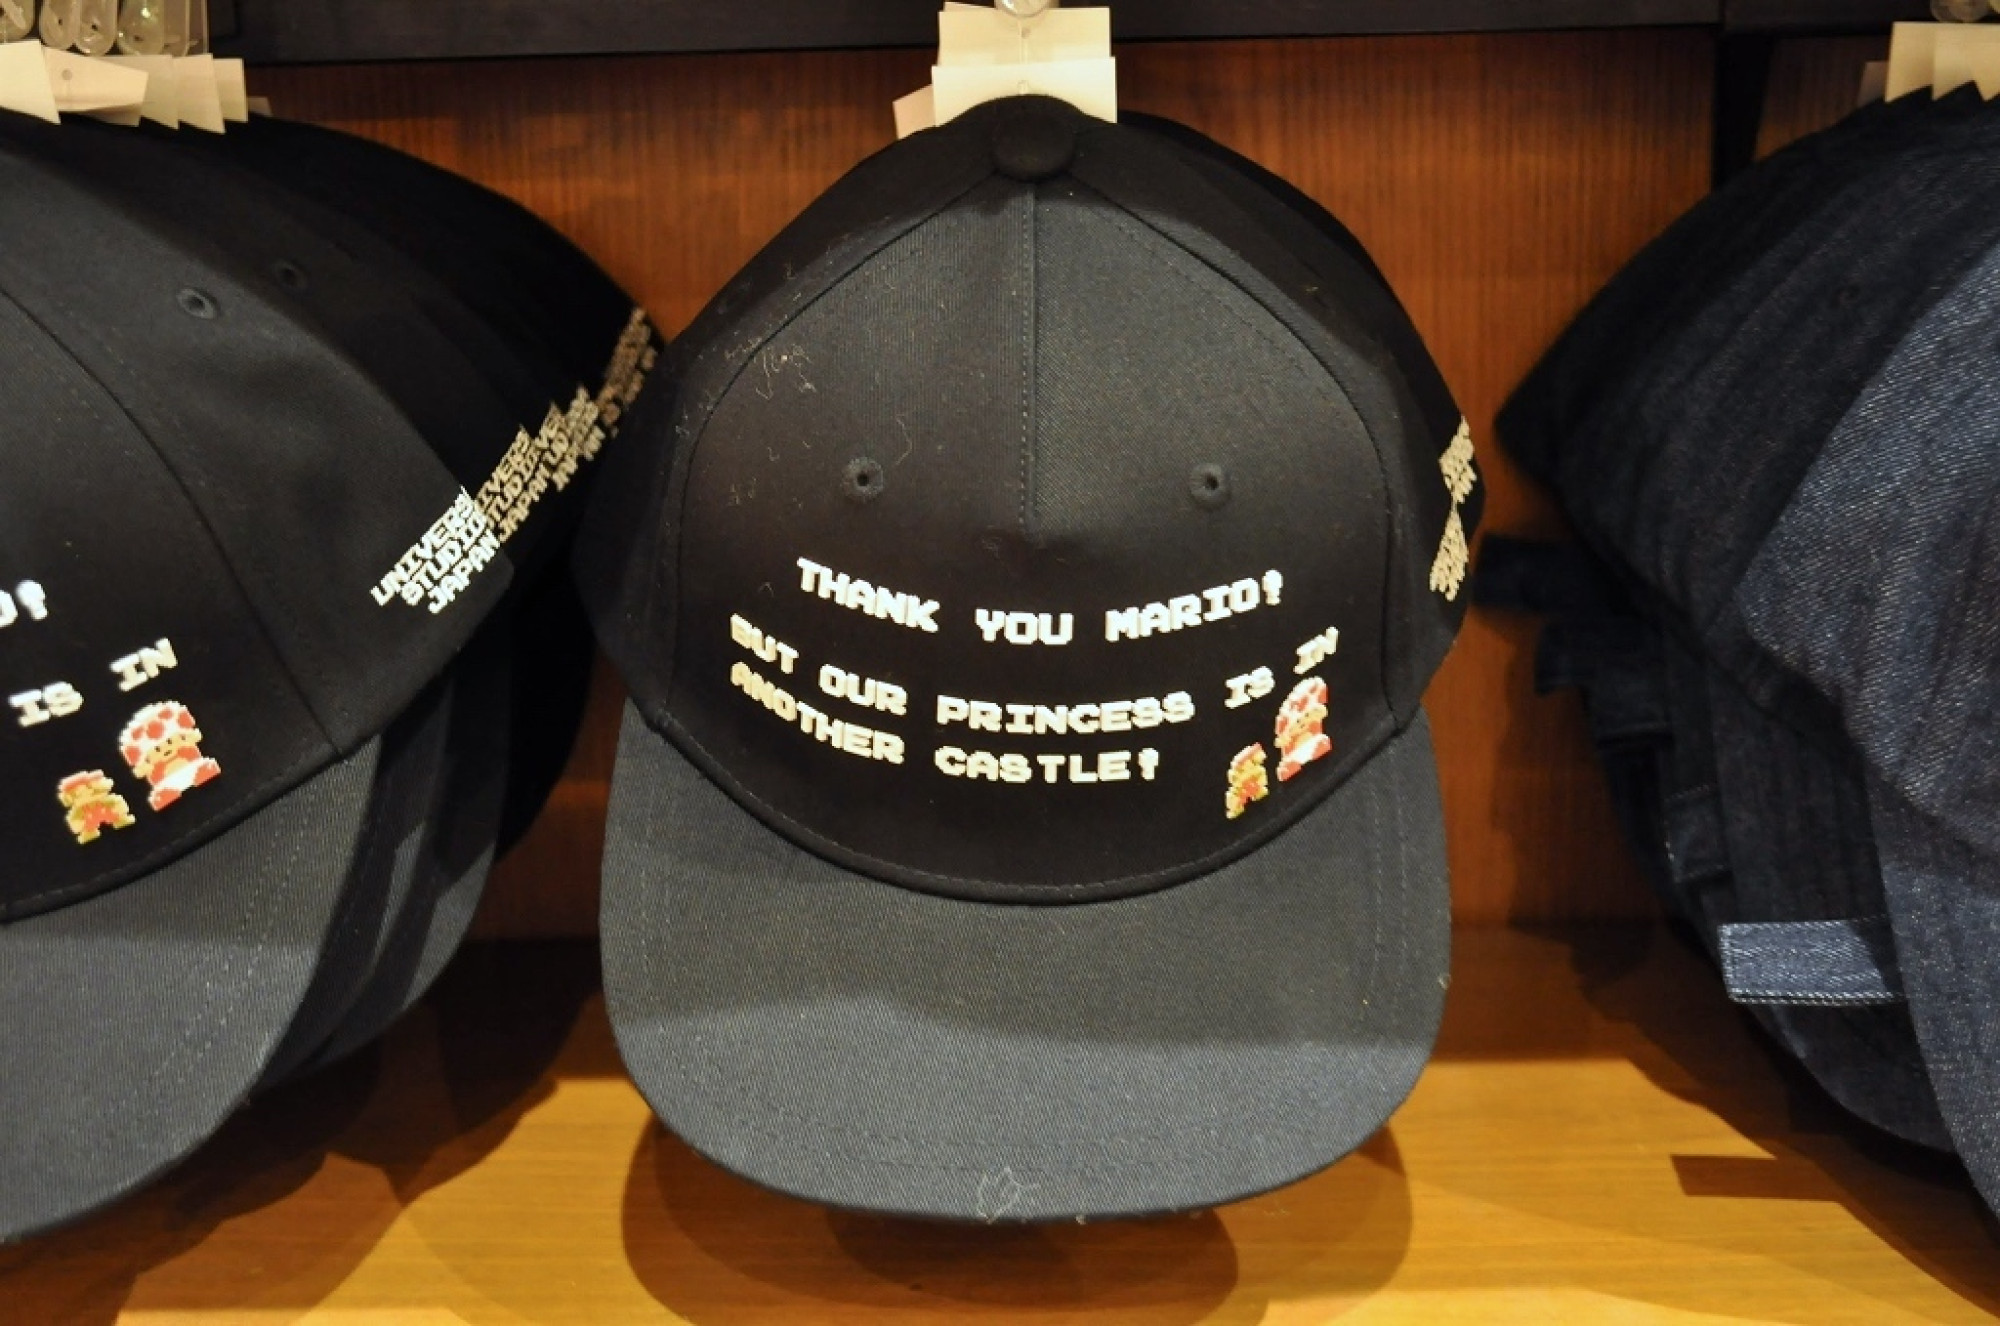 O!
IS IN
UNIVERSAL
STUDIOS
JAPAN
THANK YOU MARIO!
BUT OUR PRINCESS IS IN
ANOTHER CASTLE!